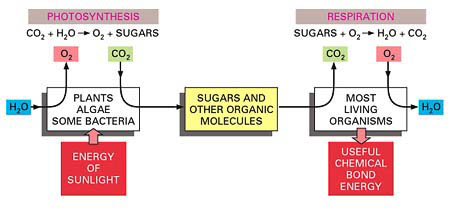 PHOTOSYNTHESIS
CO₂ + H₂O → O₂ + SUGARS
O₂
CO₂
H₂O
PLANTS
ALGAE
SOME BACTERIA
ENERGY
OF
SUNLIGHT
SUGARS AND
OTHER ORGANIC
MOLECULES
RESPIRATION
SUGARS + O₂ → H₂O + CO₂
CO₂
O₂
MOST
LIVING
ORGANISMS
H₂O
USEFUL
CHEMICAL
BOND
ENERGY